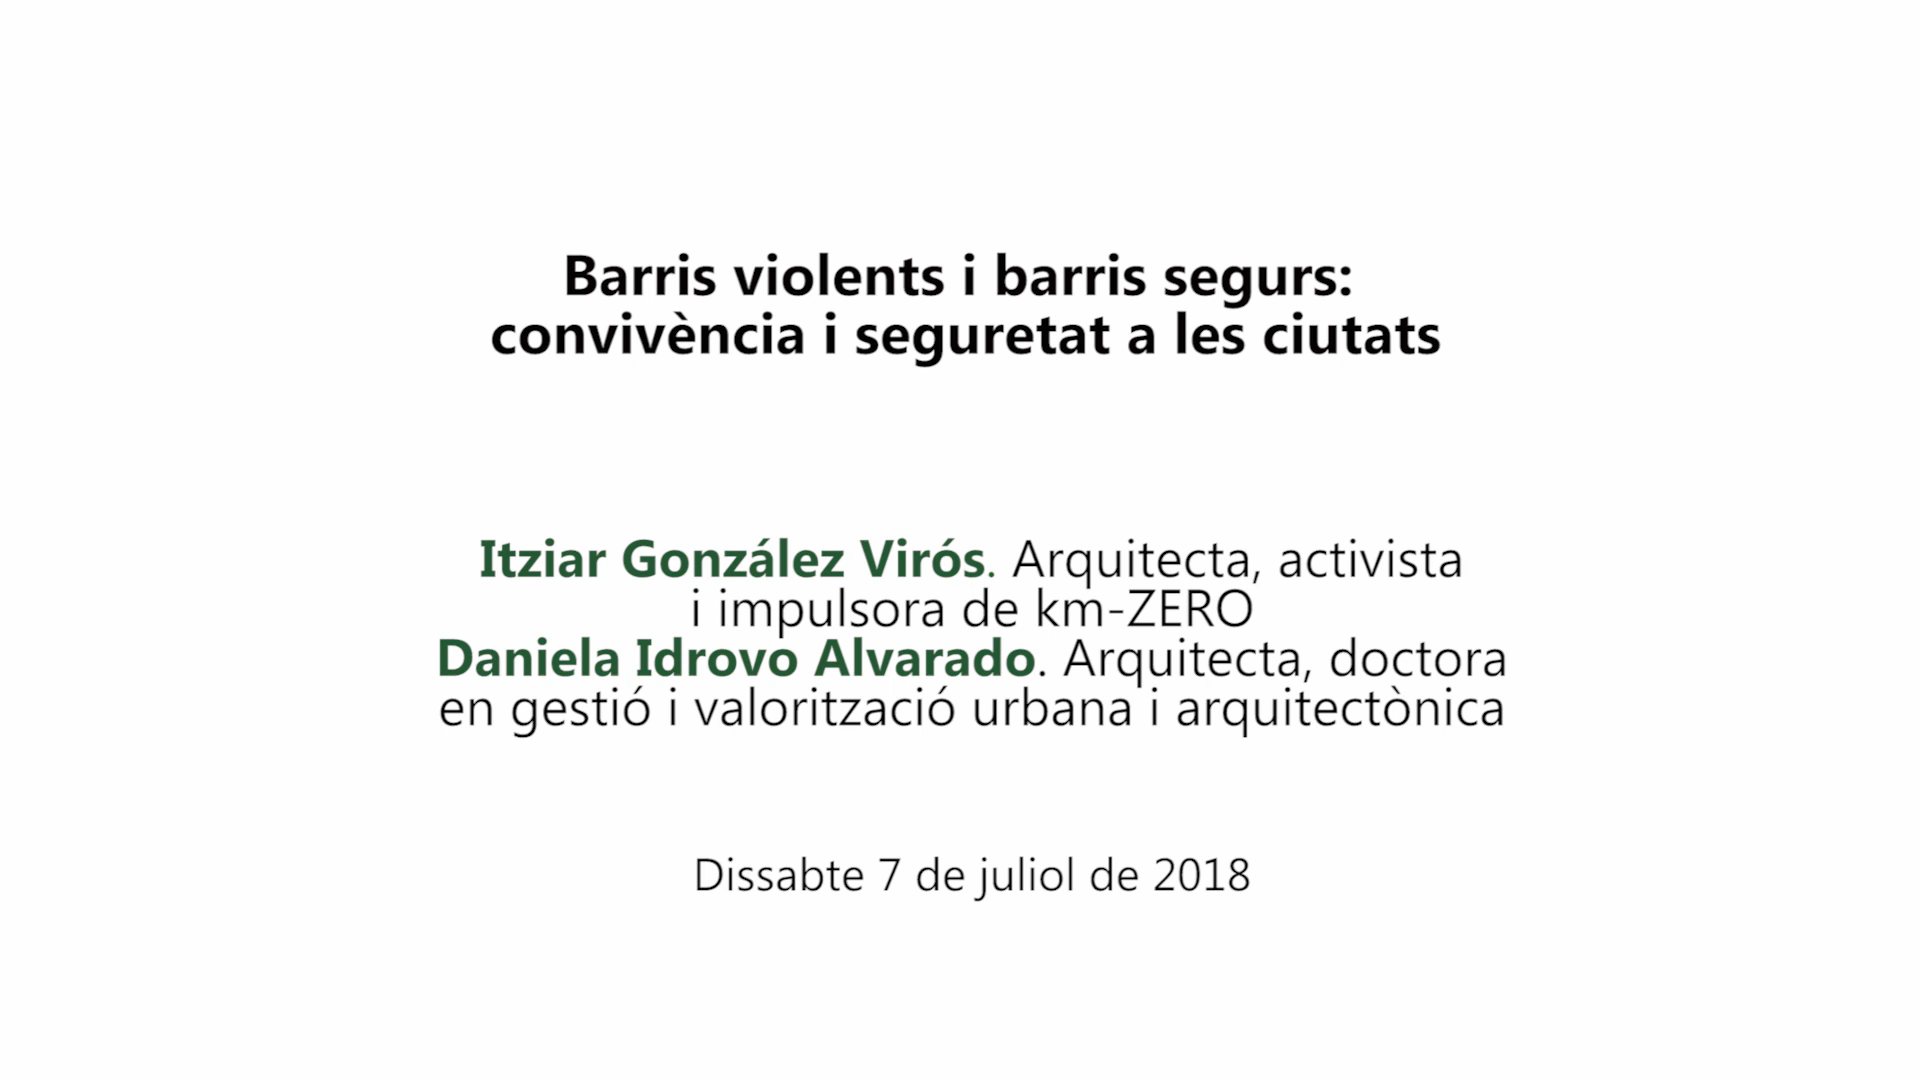 Barris violents i barris segurs:
convivència i seguretat a les ciutats
Itziar González Virós. Arquitecta, activista
i impulsora de km-ZERO
Daniela Idrovo Alvarado. Arquitecta, doctora
en gestió i valorització urbana i arquitectònica
Dissabte 7 de juliol de 2018